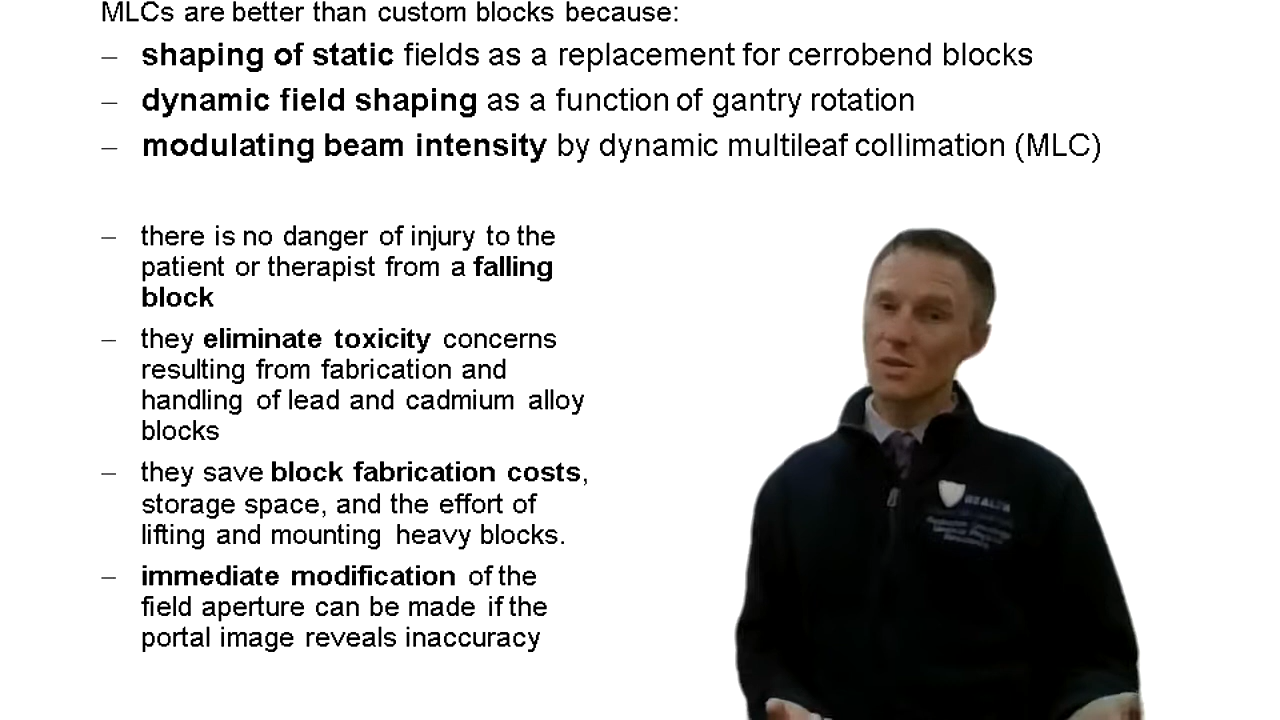 MLCs are better than custom blocks because:
– shaping of static fields as a replacement for cerrobend blocks
– dynamic field shaping as a function of gantry rotation
– modulating beam intensity by dynamic multileaf collimation (MLC)
– there is no danger of injury to the
patient or therapist from a falling
block
– they eliminate toxicity concerns
resulting from fabrication and
handling of lead and cadmium alloy
blocks
– they save block fabrication costs,
storage space, and the effort of
lifting and mounting heavy blocks.
– immediate modification of the
field aperture can be made if the
portal image reveals inaccuracy
HEALTH